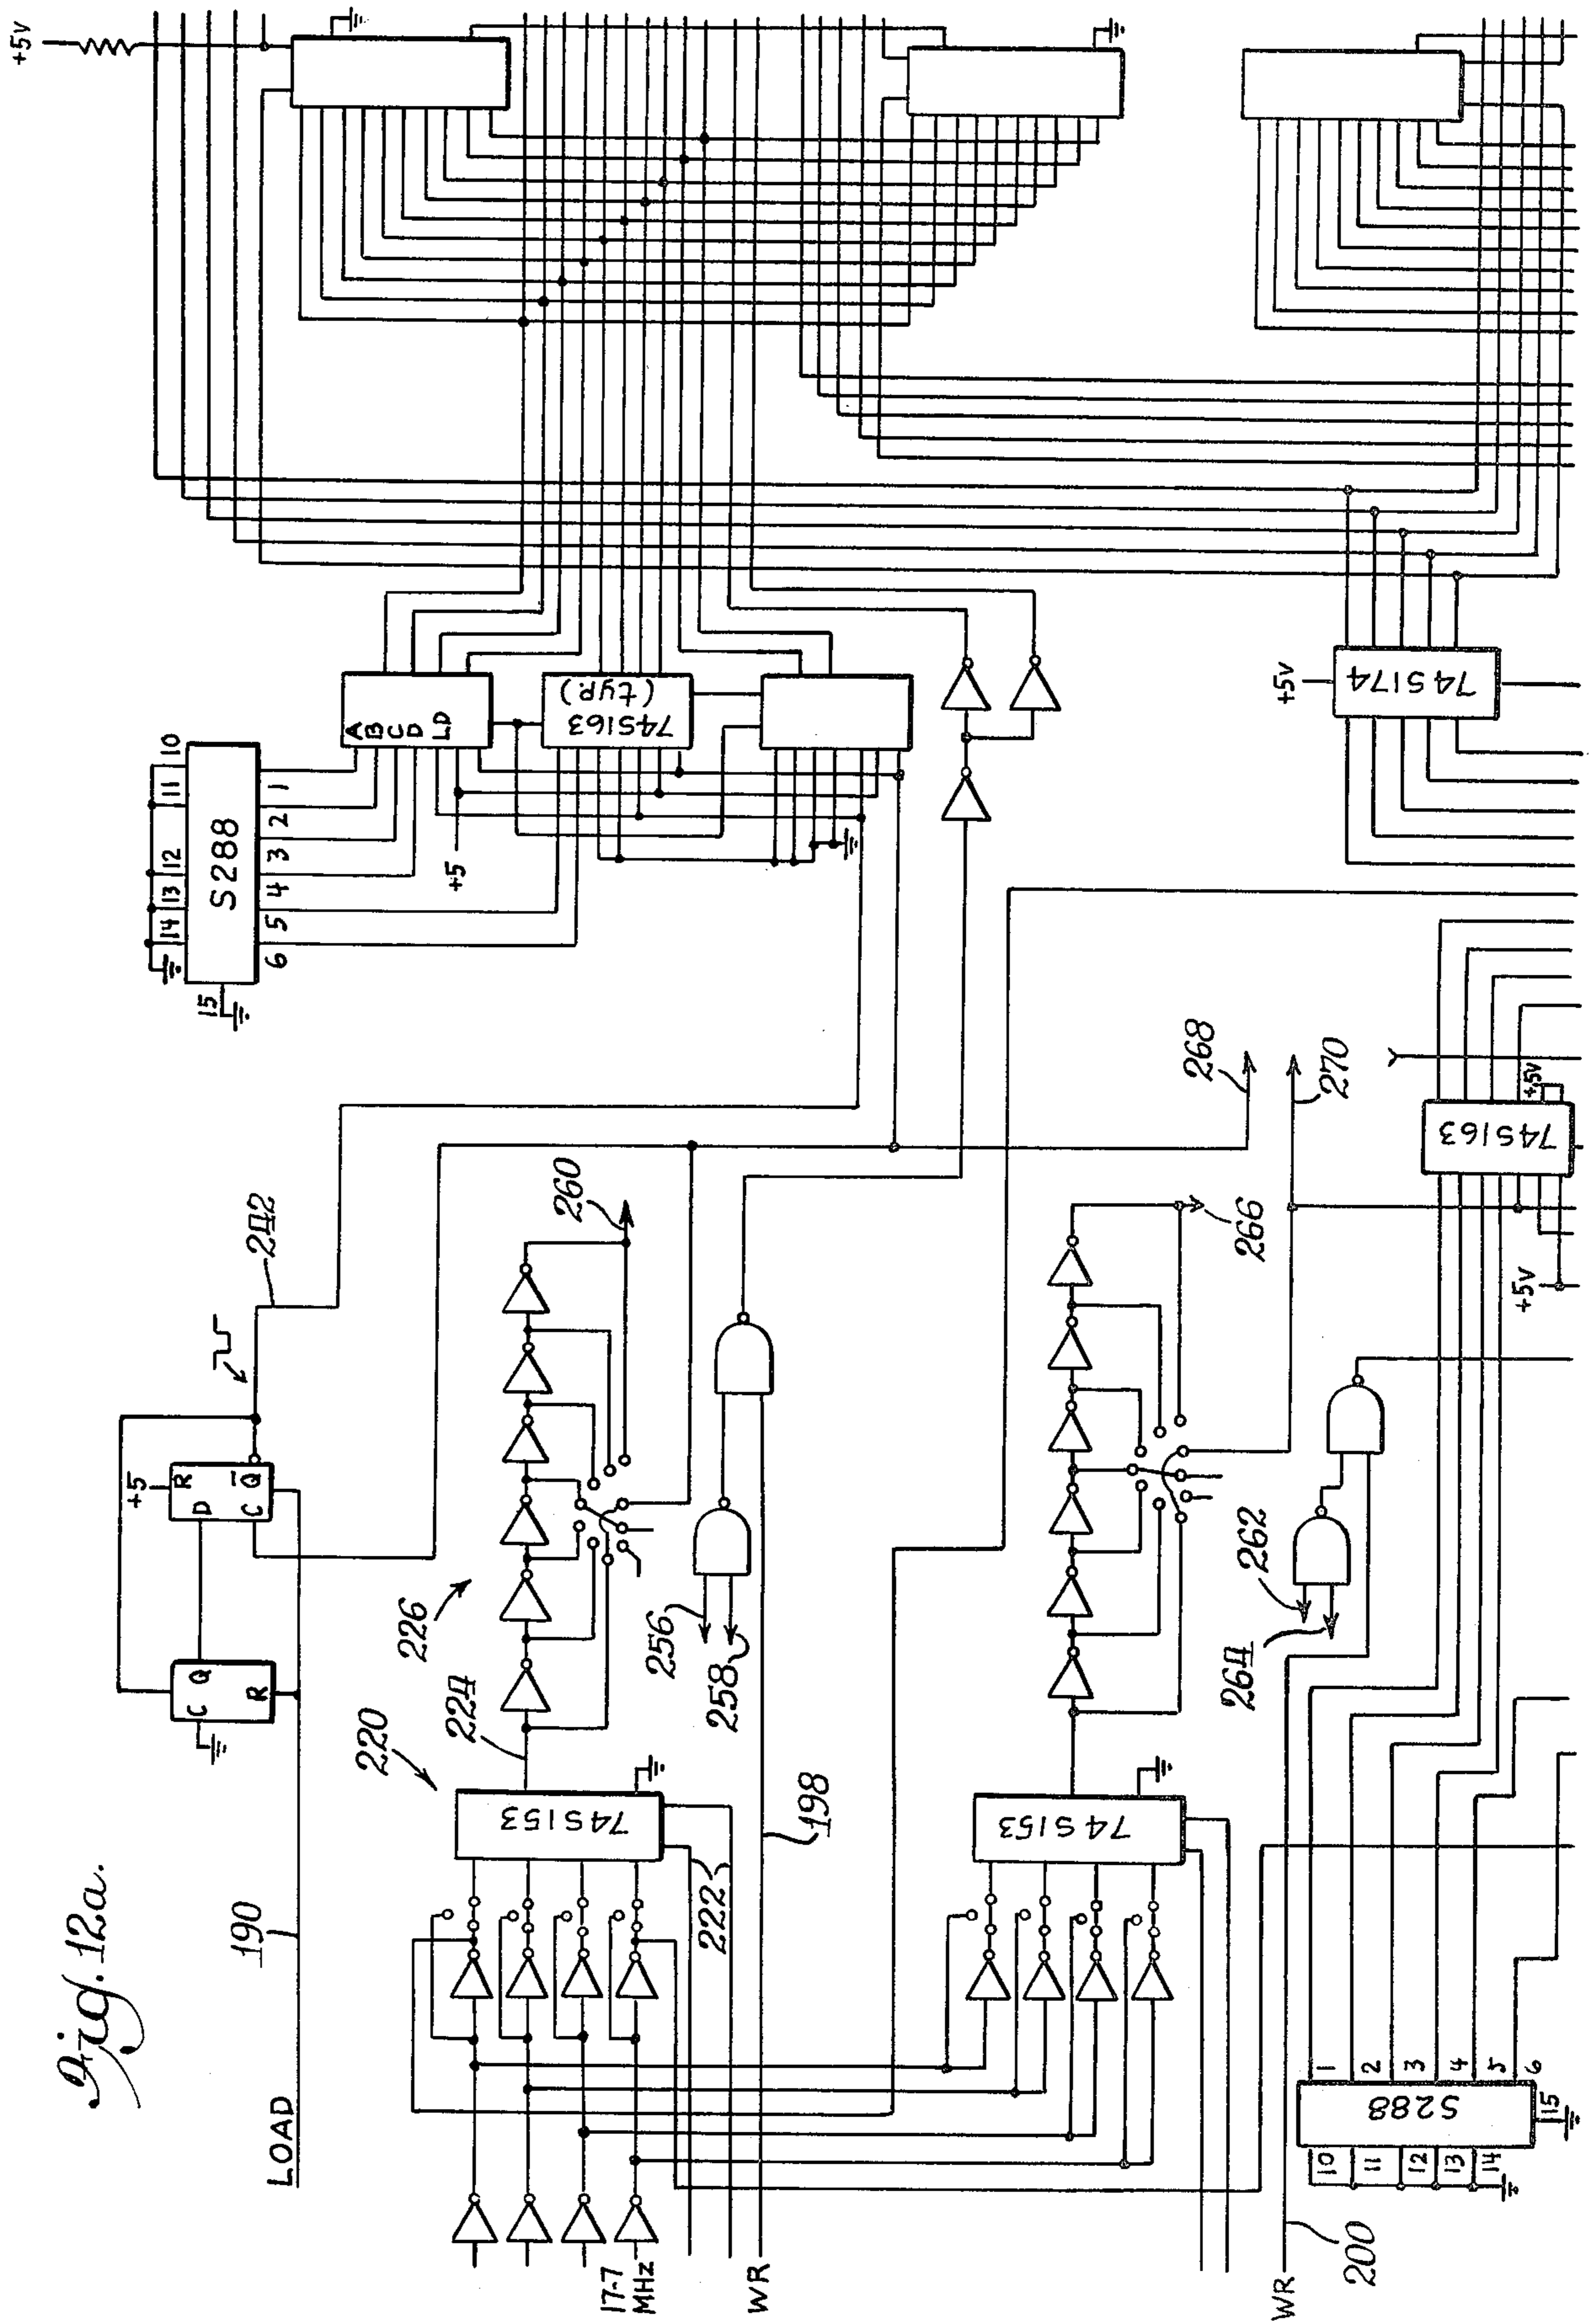 Fig. 12a.
+5V
10
11
12
13
14
S288
1
2
3
4
5
6
15
A
B
C
D
LD
74S163
(typ.)
+5
242
+5
R
D
C
Q̅
C
Q
R
LOAD
190
226
260
220
224
74S153
222
256
258
198
17-7
MHz
WR
268
270
266
74S153
262
264
+5V
74S174
+5V
74S163
+5V
S288
1
2
3
4
5
6
15
10
11
12
13
14
200
WR